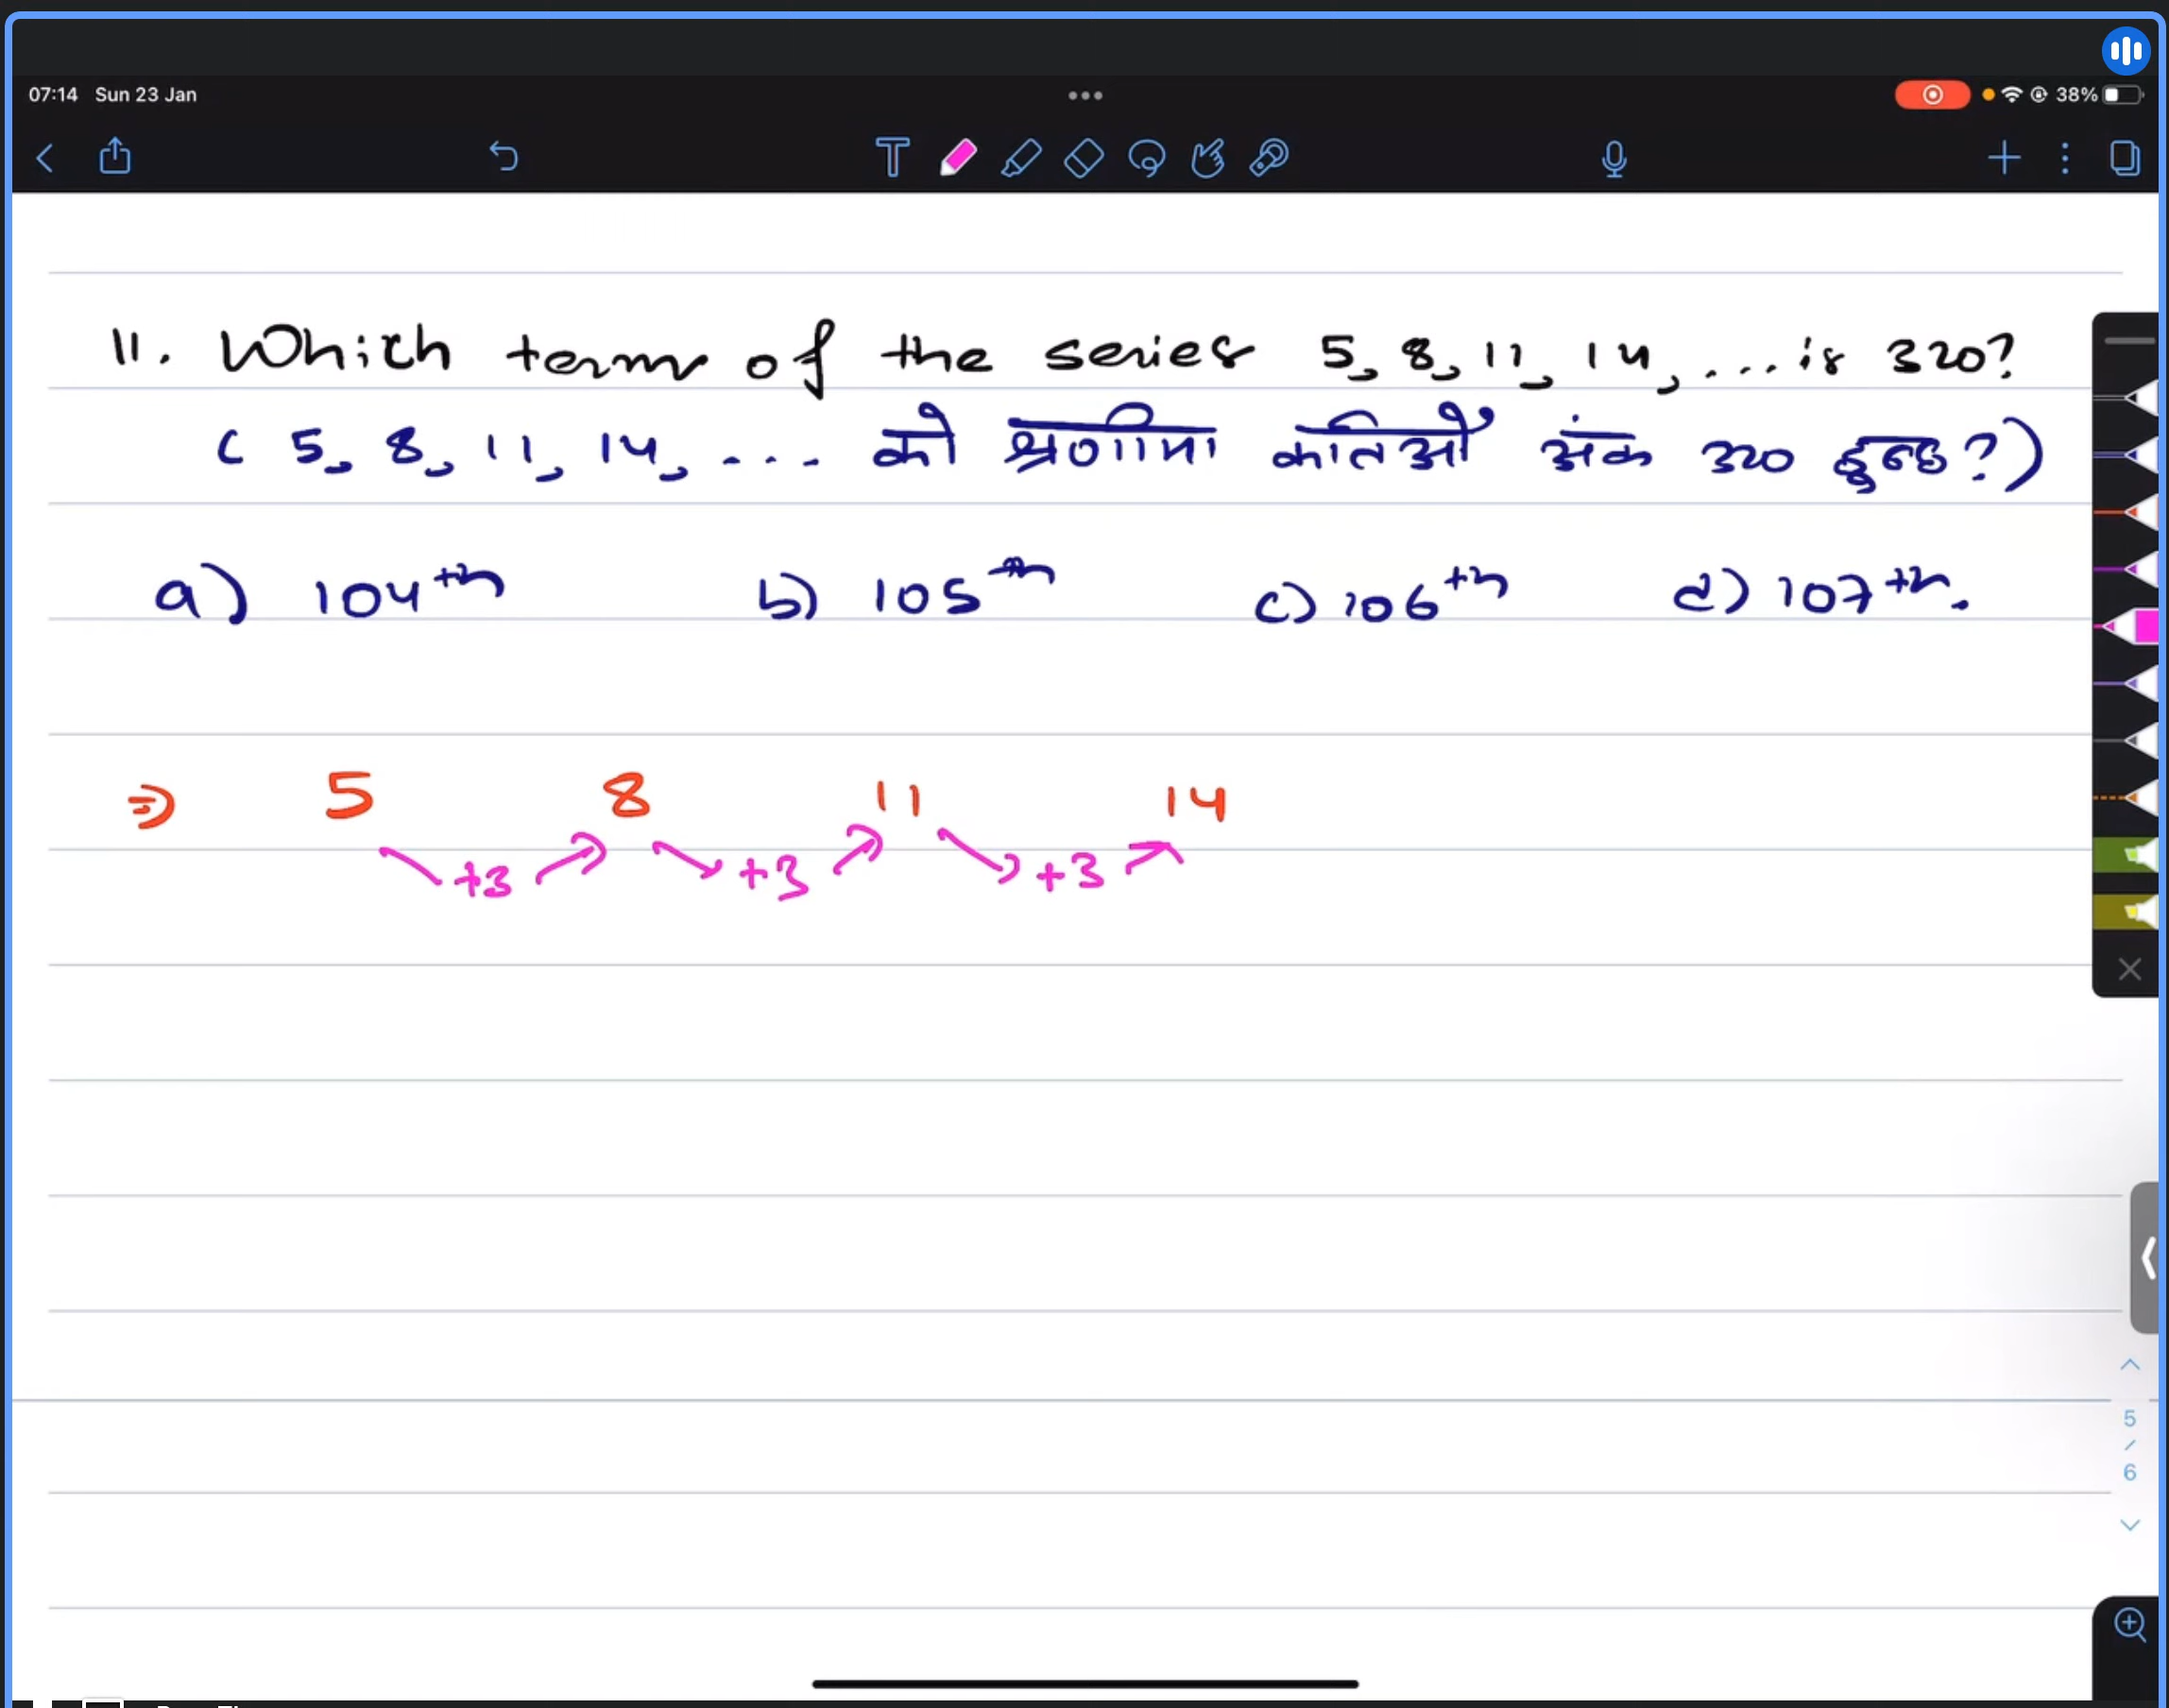 07:14 Sun 23 Jan
38%
11. Which term of the series 5, 8, 11, 14, ... is 320?
( 5, 8, 11, 14, ... को श्रेणीमा कतिऔं अंक 320 हुन्छ?)
a) 104th b) 105th c) 106th d) 107th.
⇒ 5 8 11 14
+3 +3 +3
5
/
6